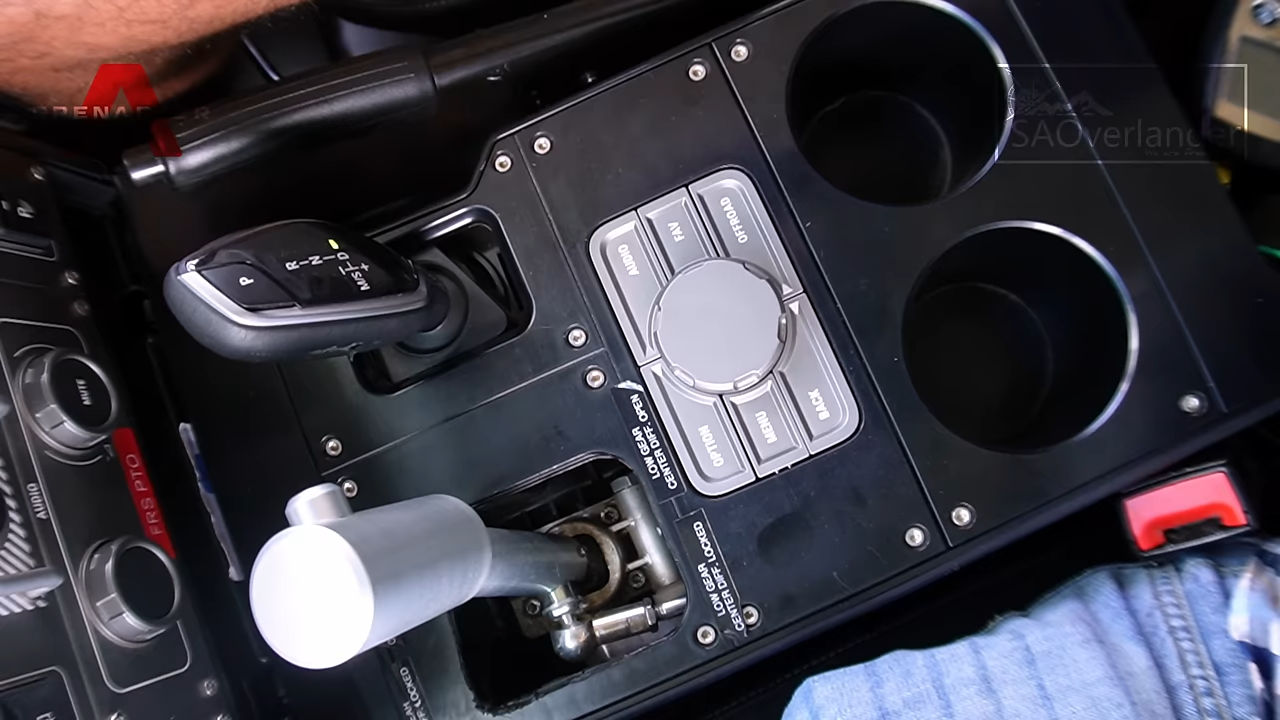 SAOverlander
P
R
N
D
M/S
+
AUDIO
FAV
OFFROAD
OPTION
MENU
BACK
MUTE
AUDIO
FRS PTO
LOW GEAR
CENTER DIFF: OPEN
LOW GEAR
CENTER DIFF: LOCKED
LOCKED